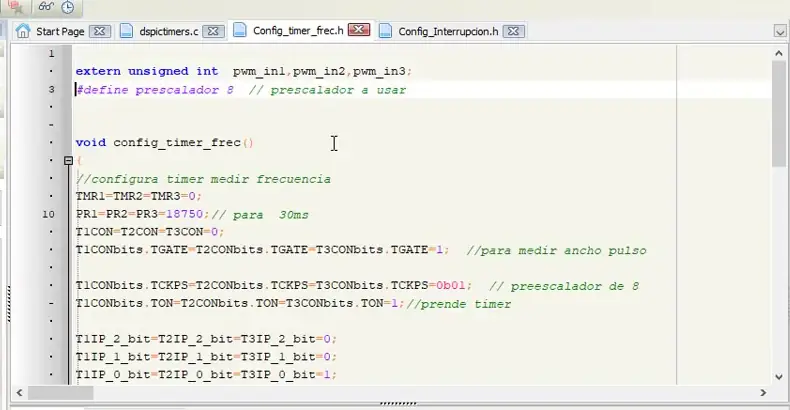 Start Page dspictimers.c Config_timer_frec.h Config_Interrupcion.h
1
extern unsigned int pwm_in1,pwm_in2,pwm_in3;
3 #define prescalador 8 // prescalador a usar
void config_timer_frec()
{
//configura timer medir frecuencia
TMR1=TMR2=TMR3=0;
10 PR1=PR2=PR3=18750;// para 30ms
T1CON=T2CON=T3CON=0;
T1CONbits.TGATE=T2CONbits.TGATE=T3CONbits.TGATE=1; //para medir ancho pulso
T1CONbits.TCKPS=T2CONbits.TCKPS=T3CONbits.TCKPS=0b01; // preescalador de 8
T1CONbits.TON=T2CONbits.TON=T3CONbits.TON=1;//prende timer
T1IP_2_bit=T2IP_2_bit=T3IP_2_bit=0;
T1IP_1_bit=T2IP_1_bit=T3IP_1_bit=0;
T1IP_0_bit=T2IP_0_bit=T3IP_0_bit=1;